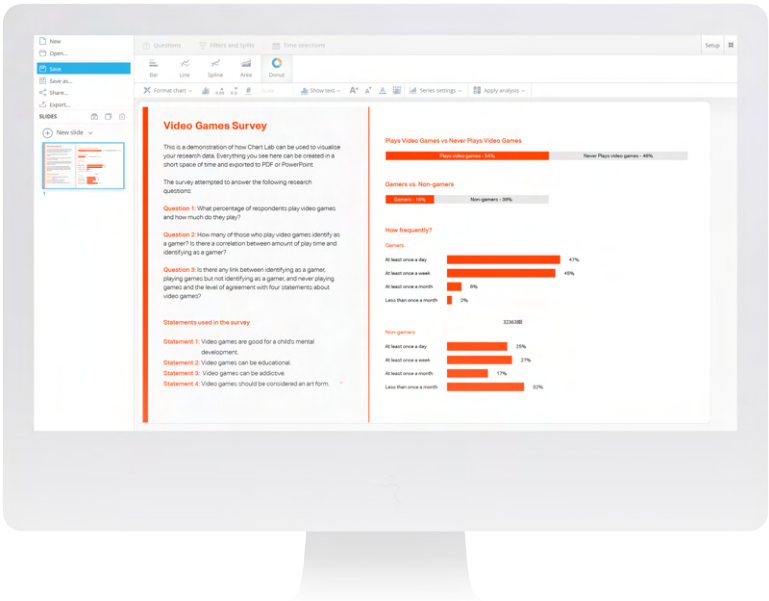 New
Open...
Save
Save as...
Share...
Export...
SLIDES
New slide
1
Questions
Filters and Splits
Time selections
Setup
Bar
Line
Spline
Area
Donut
Format chart
Show text
Series settings
Apply analysis
Video Games Survey
This is a demonstration of how Chart Lab can be used to visualise
your research data. Everything you see here can be created in a
short space of time and exported to PDF or PowerPoint.
The survey attempted to answer the following research
questions:
Question 1: What percentage of respondents play video games
and how much do they play?
Question 2: How many of those who play video games identify as
a gamer? Is there a correlation between amount of play time and
identifying as a gamer?
Question 3: Is there any link between identifying as a gamer,
playing games but not identifying as a gamer, and never playing
games and the level of agreement with four statements about
video games?
Statements used in the survey
Statement 1: Video games are good for a child's mental
development.
Statement 2: Video games can be educational.
Statement 3: Video games can be addictive.
Statement 4: Video games should be considered an art form.
Plays Video Games vs Never Plays Video Games
Plays video games - 54%
Never Plays video games - 46%
Gamers vs. Non-gamers
Gamers -
Non-gamers -
How frequently?
Gamers
At least once a day 47%
At least once a week 45%
At least once a month
Less than once a month 2%
Non-gamers
At least once a day 25%
At least once a week 27%
At least once a month 17%
Less than once a month